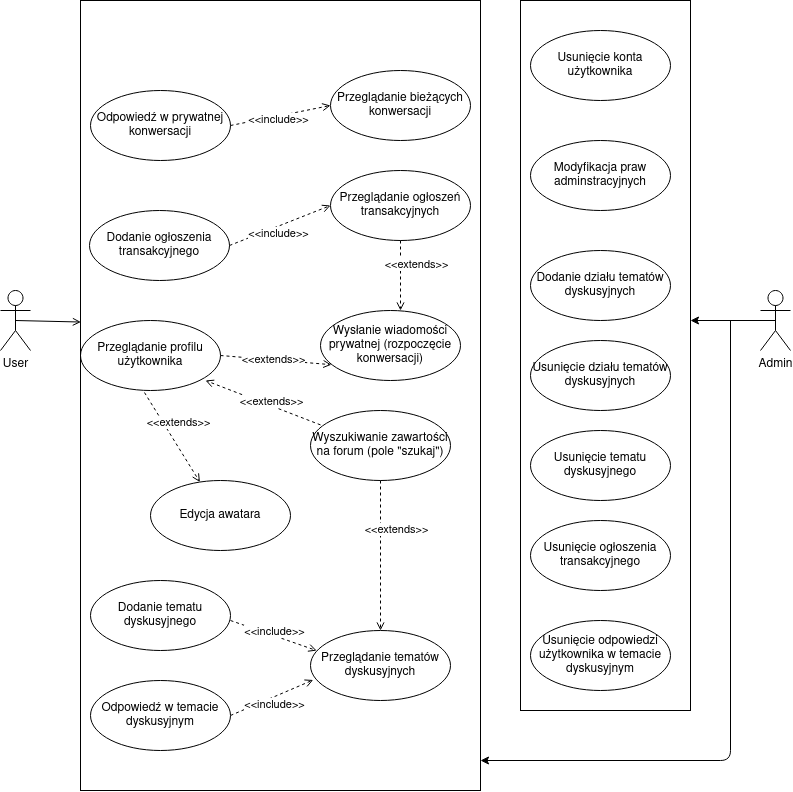 Odpowiedź w prywatnej
konwersacji
<<include>>
Przeglądanie bieżących
konwersacji
Dodanie ogłoszenia
transakcyjnego
<<include>>
Przeglądanie ogłoszeń
transakcyjnych
<<extends>>
User
Przeglądanie profilu
użytkownika
<<extends>>
Wysłanie wiadomości
prywatnej (rozpoczęcie
konwersacji)
<<extends>>
<<extends>>
Wyszukiwanie zawartości
na forum (pole "szukaj")
Edycja awatara
<<extends>>
Dodanie tematu
dyskusyjnego
<<include>>
Przeglądanie tematów
dyskusyjnych
Odpowiedź w temacie
dyskusyjnym
<<include>>
Usunięcie konta
użytkownika
Modyfikacja praw
adminstracyjnych
Dodanie działu tematów
dyskusyjnych
Usunięcie działu tematów
dyskusyjnych
Usunięcie tematu
dyskusyjnego
Usunięcie ogłoszenia
transakcyjnego
Usunięcie odpowiedzi
użytkownika w temacie
dyskusyjnym
Admin